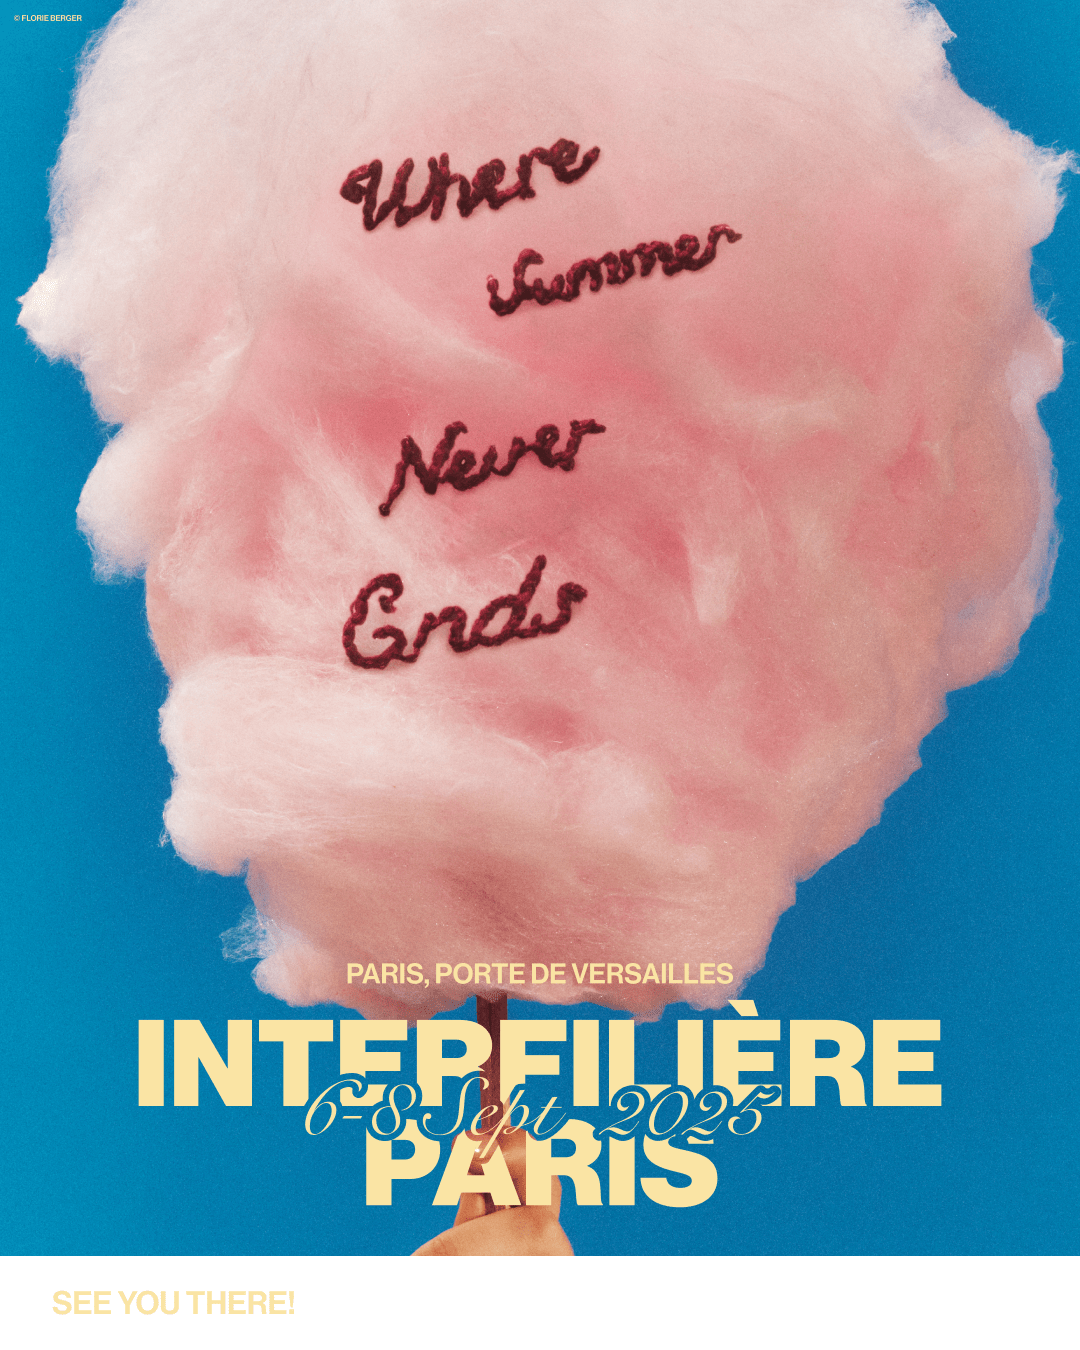 © FLORIE BERGER
Where
Summer
Never
Ends
PARIS, PORTE DE VERSAILLES
INTERFILIÈRE
6-8 Sept 2025
PARIS
SEE YOU THERE!